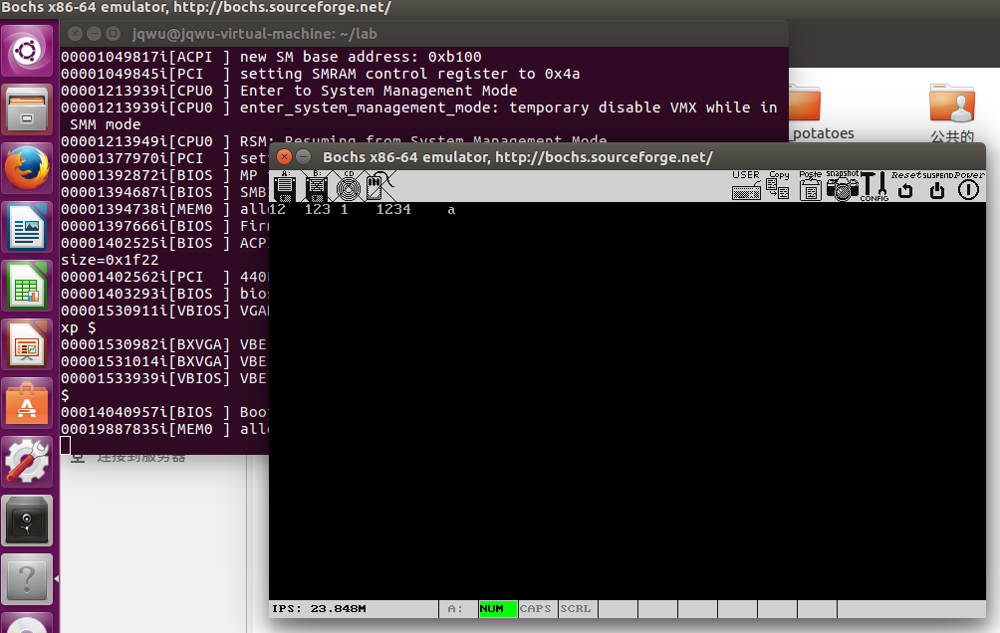 Bochs x86-64 emulator, http://bochs.sourceforge.net/
jqwu@jqwu-virtual-machine: ~/lab
00001049817i[ACPI ] new SM base address: 0xb100
00001049845i[PCI  ] setting SMRAM control register to 0x4a
00001213939i[CPU0 ] Enter to System Management Mode
00001213939i[CPU0 ] enter_system_management_mode: temporary disable VMX while in
SMM mode
00001213949i[CPU0 ] RSM: Resuming from System Management Mode
00001377970i[PCI  ] set
00001392872i[BIOS ] MP
00001394687i[BIOS ] SMB
00001394738i[MEM0 ] all
00001397666i[BIOS ] Fir
00001402525i[BIOS ] ACP
size=0x1f22
00001402562i[PCI  ] 440
00001403293i[BIOS ] bio
00001530911i[VBIOS] VGA
xp $
00001530982i[BXVGA] VBE
00001531014i[BXVGA] VBE
00001533939i[VBIOS] VBE
$
00014040957i[BIOS ] Boo
00019887835i[MEM0 ] all
potatoes
公共的
连接到服务器
Bochs x86-64 emulator, http://bochs.sourceforge.net/
A: B: CD USER Copy Paste snapshot CONFIG Reset SUSPEND Power
12  123 1   1234    a
IPS: 23.848M A: NUM CAPS SCRL